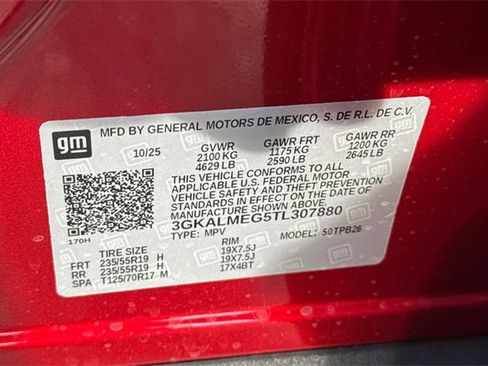 gm
MFD BY GENERAL MOTORS DE MEXICO, S. DE R.L. DE C.V.
10/25 GVWR GAWR FRT GAWR RR
2100 KG 1175 KG 1200 KG
4629 LB 2590 LB 2645 LB
THIS VEHICLE CONFORMS TO ALL
APPLICABLE U.S. FEDERAL MOTOR
VEHICLE SAFETY AND THEFT PREVENTION
STANDARDS IN EFFECT ON THE DATE OF
MANUFACTURE SHOWN ABOVE.
3GKALMEG5TL307880
TYPE: MPV MODEL: 50TPB26
170H
TIRE SIZE RIM
FRT 235/55R19 H 19X7.5J
RR 235/55R19 H 19X7.5J
SPA T125/70R17 M 17X4BT